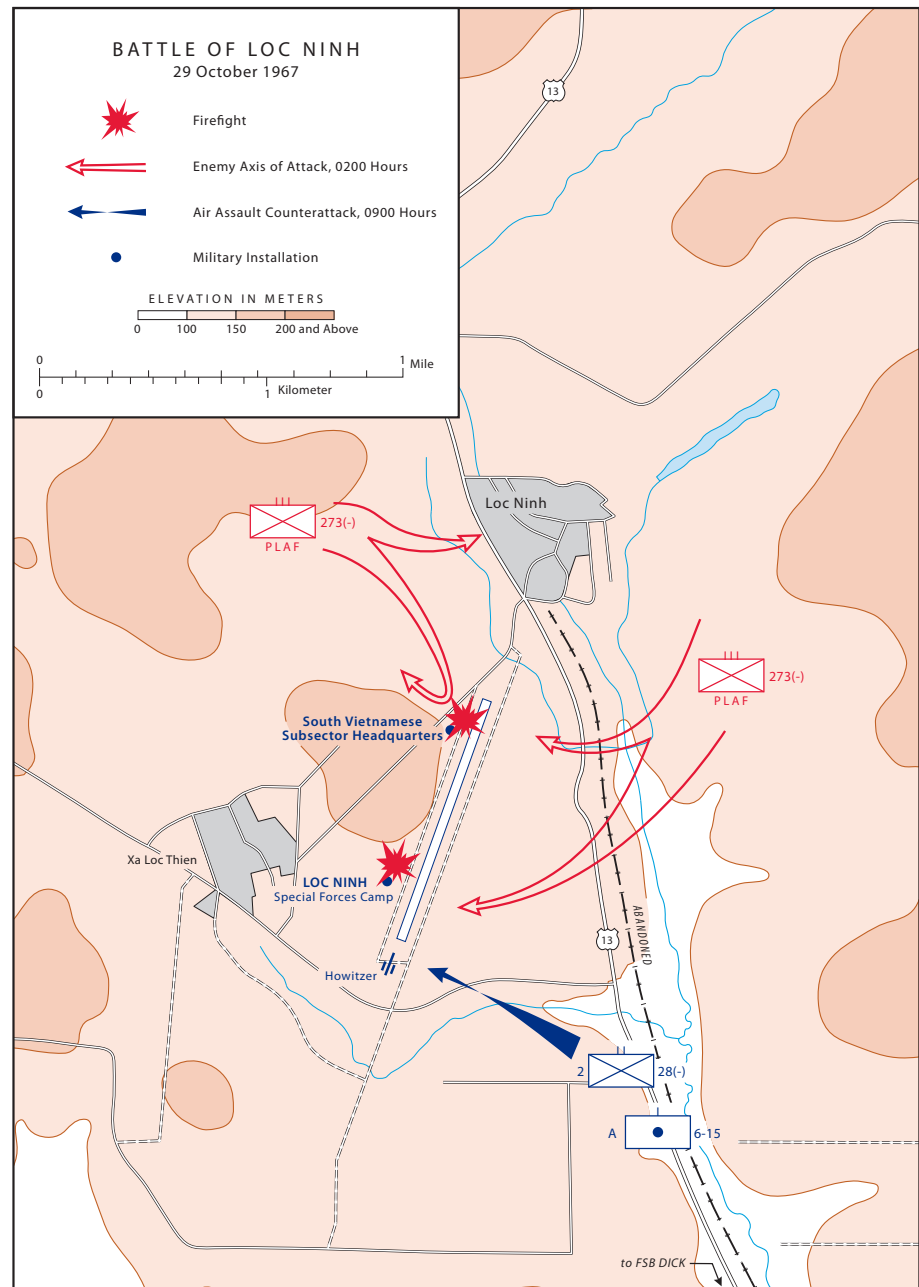 BATTLE OF LOC NINH
29 October 1967
Firefight
Enemy Axis of Attack, 0200 Hours
Air Assault Counterattack, 0900 Hours
Military Installation
ELEVATION IN METERS
0 100 150 200 and Above
0 1 Mile
0 1 Kilometer
13
Loc Ninh
273(-)
PLAF
273(-)
PLAF
South Vietnamese
Subsector Headquarters
Xa Loc Thien
LOC NINH
Special Forces Camp
Howitzer
13
ABANDONED
2 28(-)
A 6-15
to FSB DICK